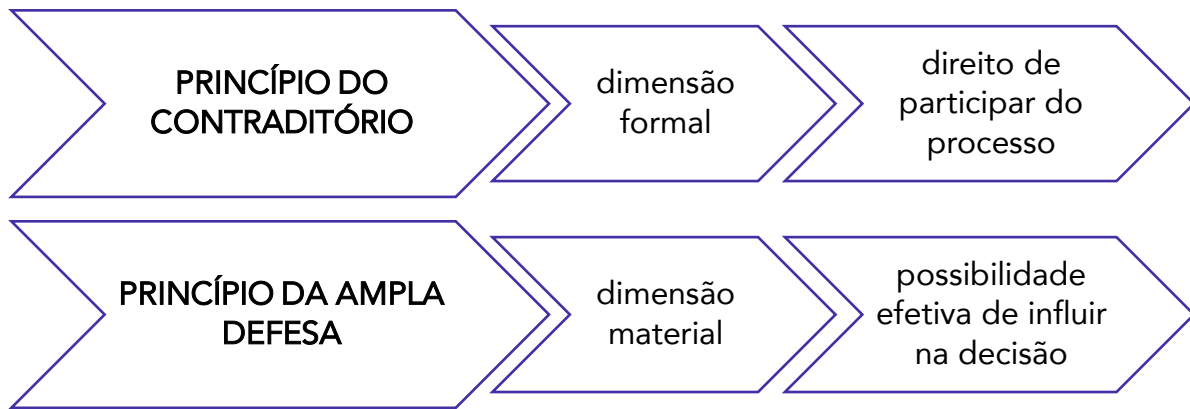 PRINCÍPIO DO
CONTRADITÓRIO
dimensão
formal
direito de
participar do
processo
PRINCÍPIO DA AMPLA
DEFESA
dimensão
material
possibilidade
efetiva de influir
na decisão